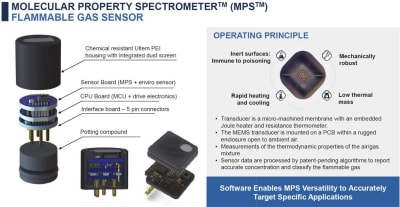 MOLECULAR PROPERTY SPECTROMETER™ (MPS™)
FLAMMABLE GAS SENSOR
Chemical resistant Ultem PEI
housing with integrated dust screen
Sensor Board (MPS + enviro sensor)
CPU Board (MCU + drive electronics)
Interface board – 5 pin connectors
Potting compound
OPERATING PRINCIPLE
Inert surfaces:
Immune to poisoning
Mechanically
robust
Rapid heating
and cooling
Low thermal
mass
• Transducer is a micro-machined membrane with an embedded
Joule heater and resistance thermometer.
• The MEMS transducer is mounted on a PCB within a rugged
enclosure open to ambient air.
• Measurements of the thermodynamic properties of the air/gas
mixture
• Sensor data are processed by patent-pending algorithms to report
accurate concentration and classify the flammable gas
Software Enables MPS Versatility to Accurately
Target Specific Applications